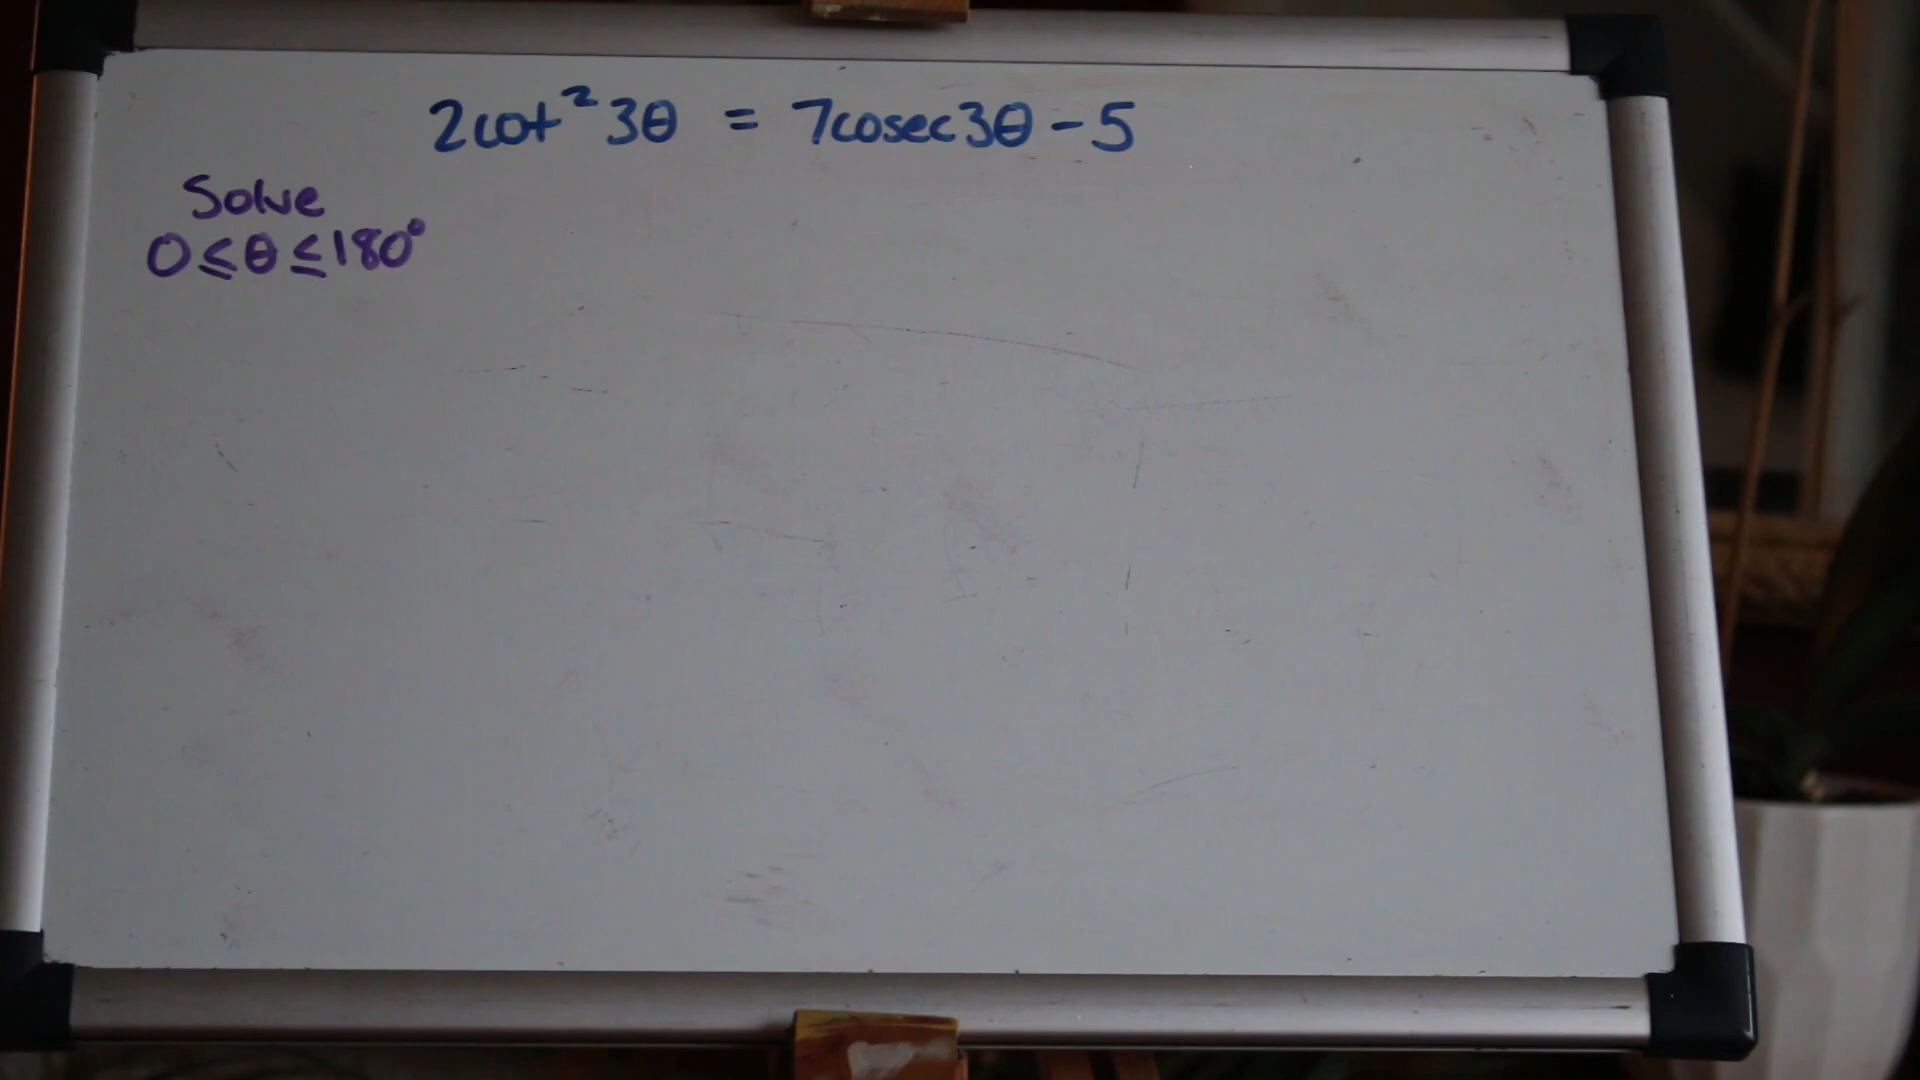 2cot²3θ = 7cosec3θ - 5
Solve
0 ≤ θ ≤ 180°